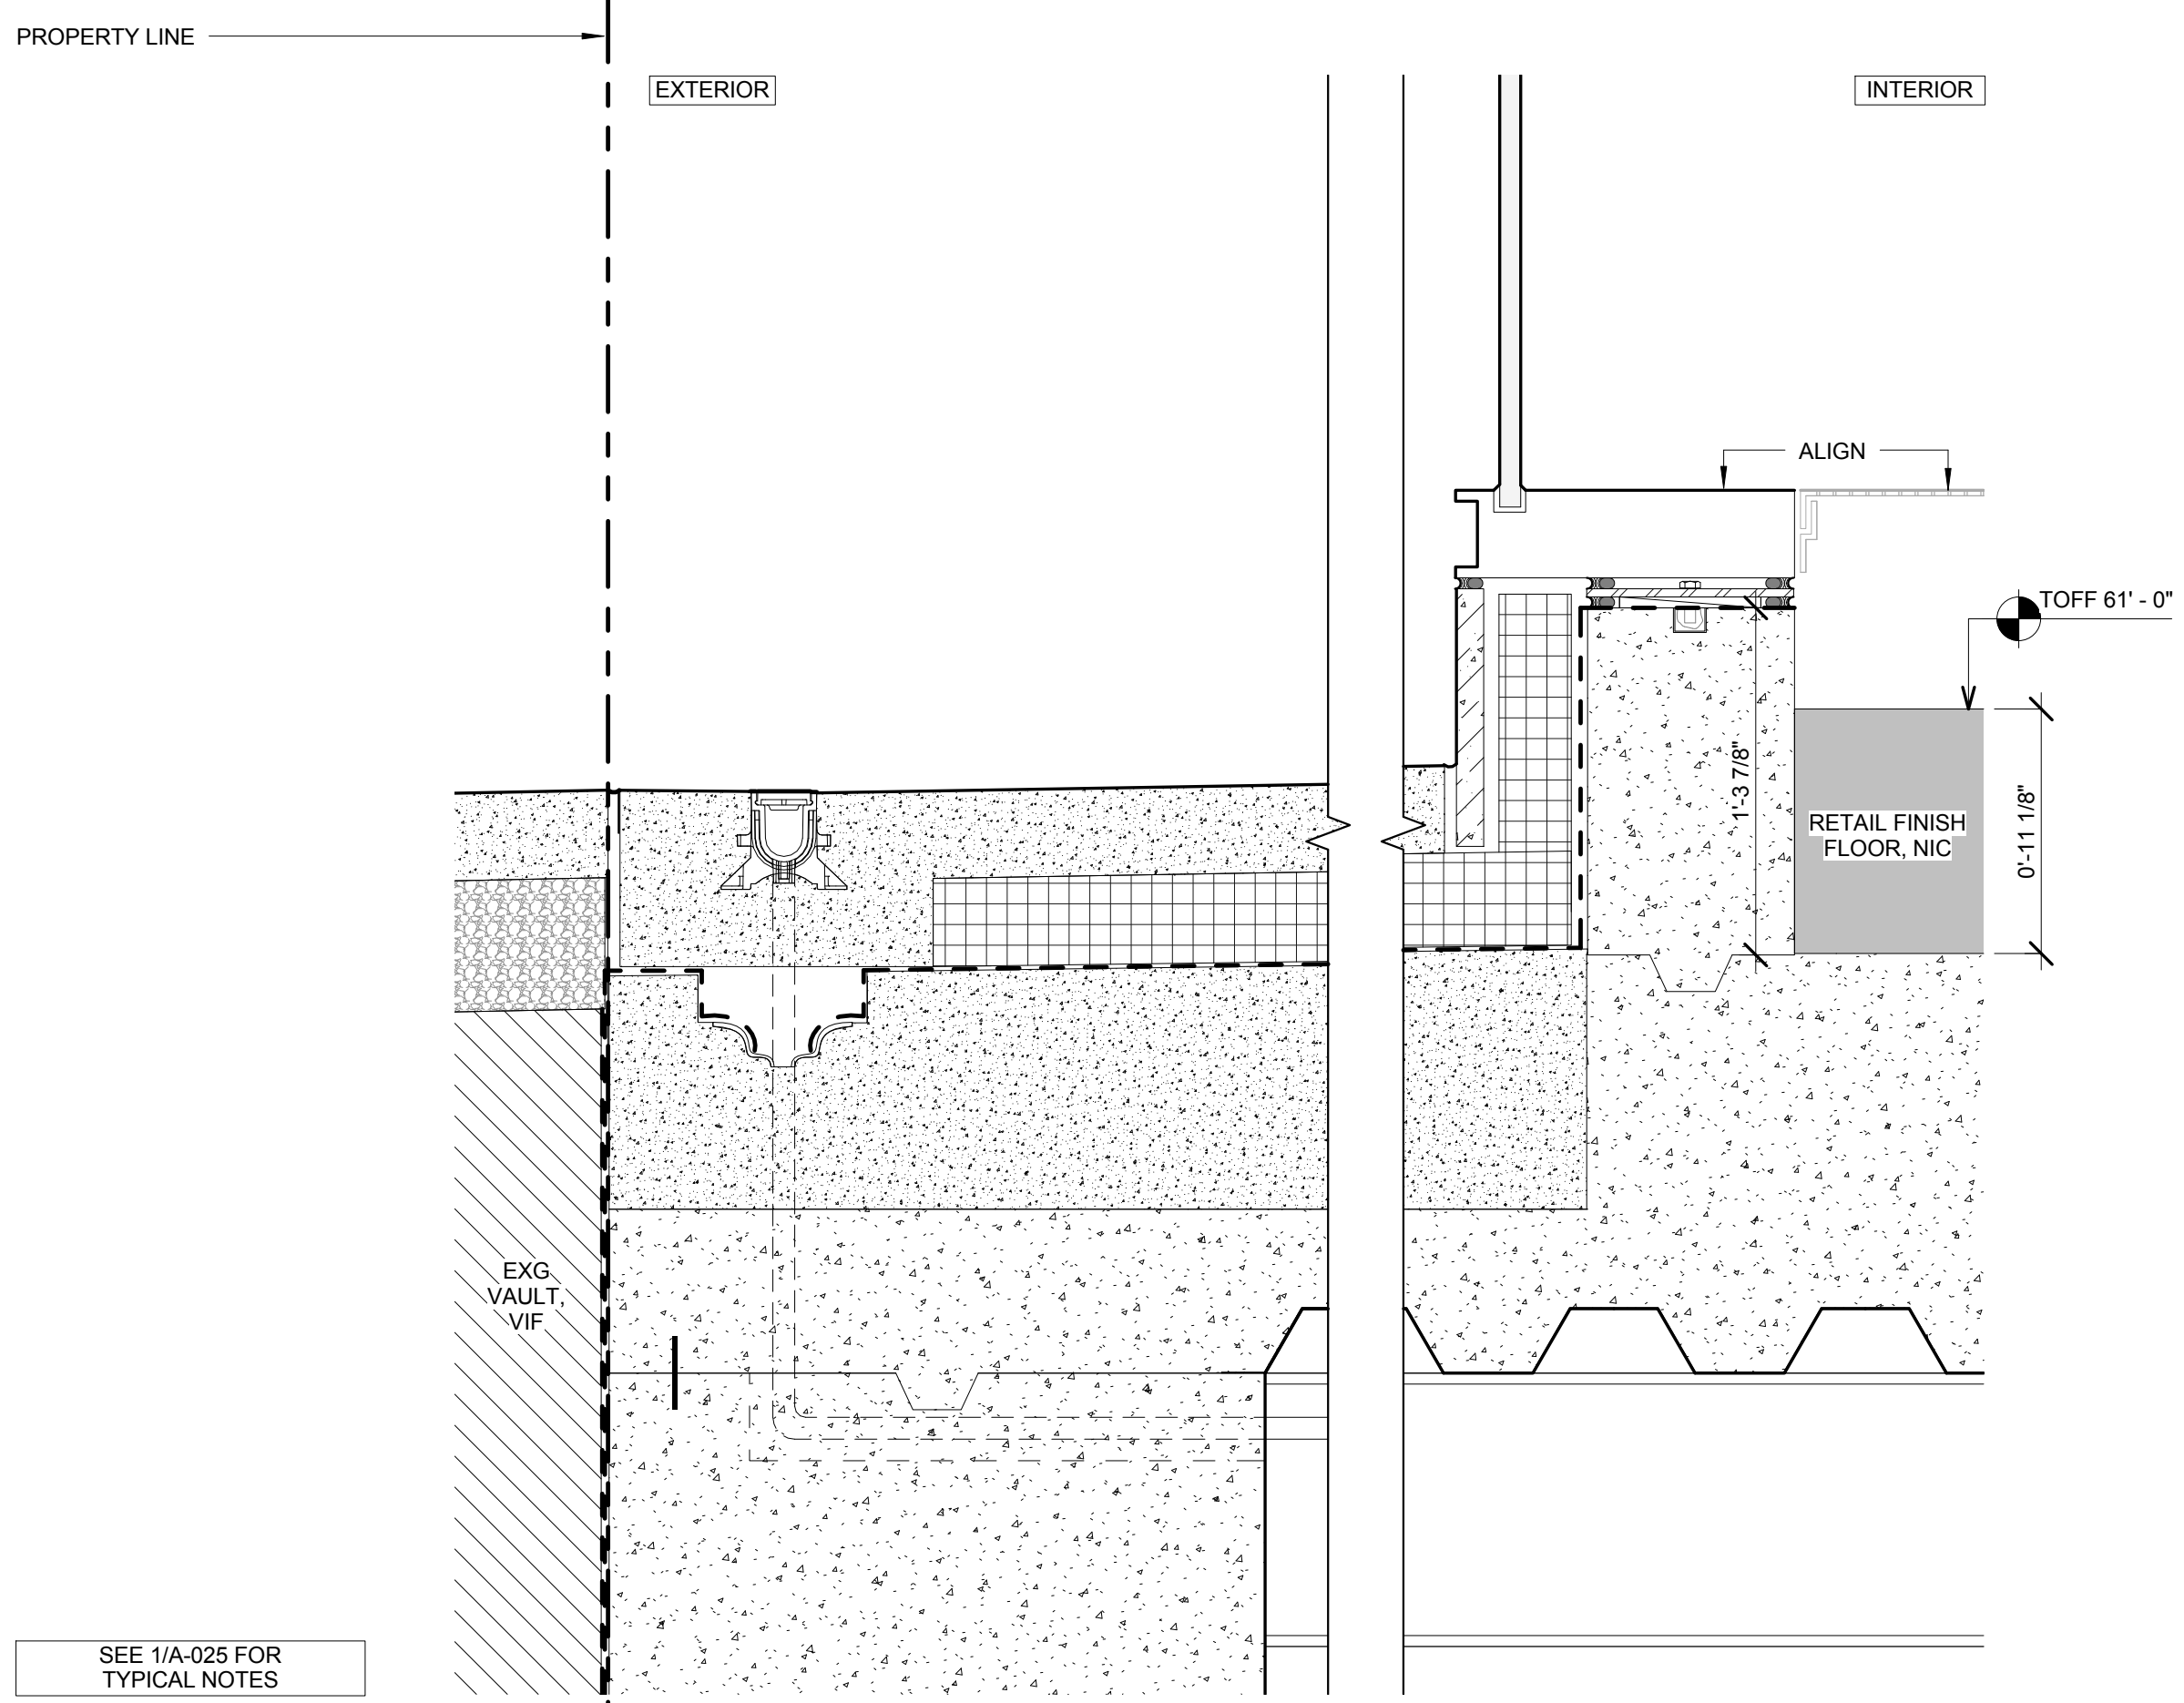 PROPERTY LINE
EXTERIOR
INTERIOR
ALIGN
TOFF 61' - 0"
1'-3 7/8"
RETAIL FINISH
FLOOR, NIC
0'-11 1/8"
EXG
VAULT,
VIF
SEE 1/A-025 FOR
TYPICAL NOTES